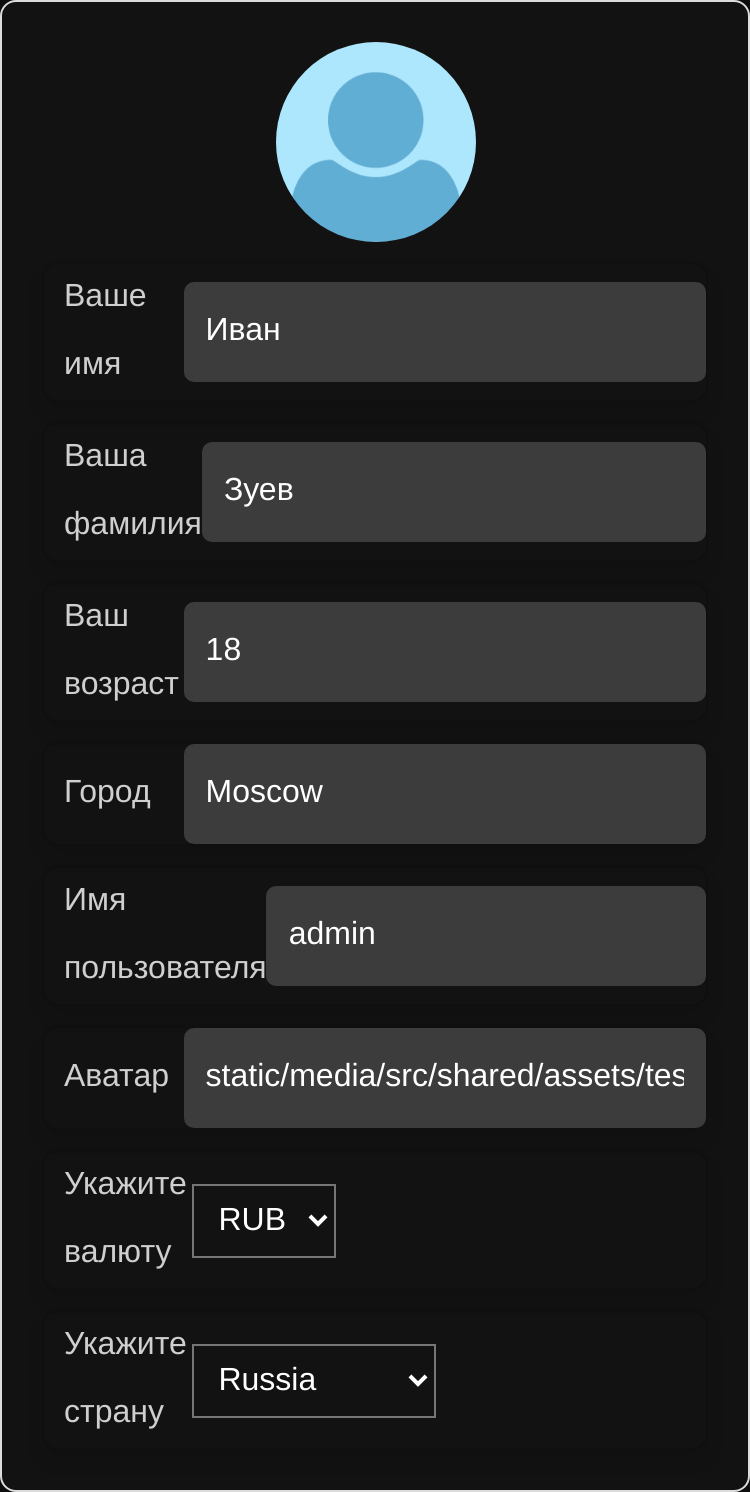 Ваше
имя
Иван
Ваша
фамилия
Зуев
Ваш
возраст
18
Город
Moscow
Имя
пользователя
admin
Аватар
static/media/src/shared/assets/tes
Укажите
валюту
RUB
Укажите
страну
Russia